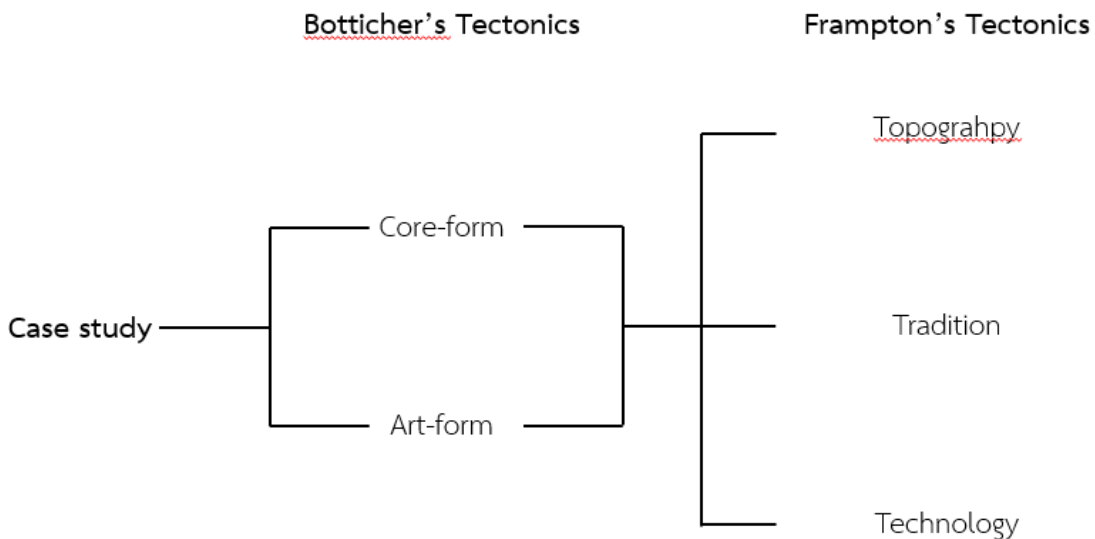 Botticher's Tectonics
Frampton's Tectonics
Topograhpy
Core-form
Case study
Tradition
Art-form
Technology